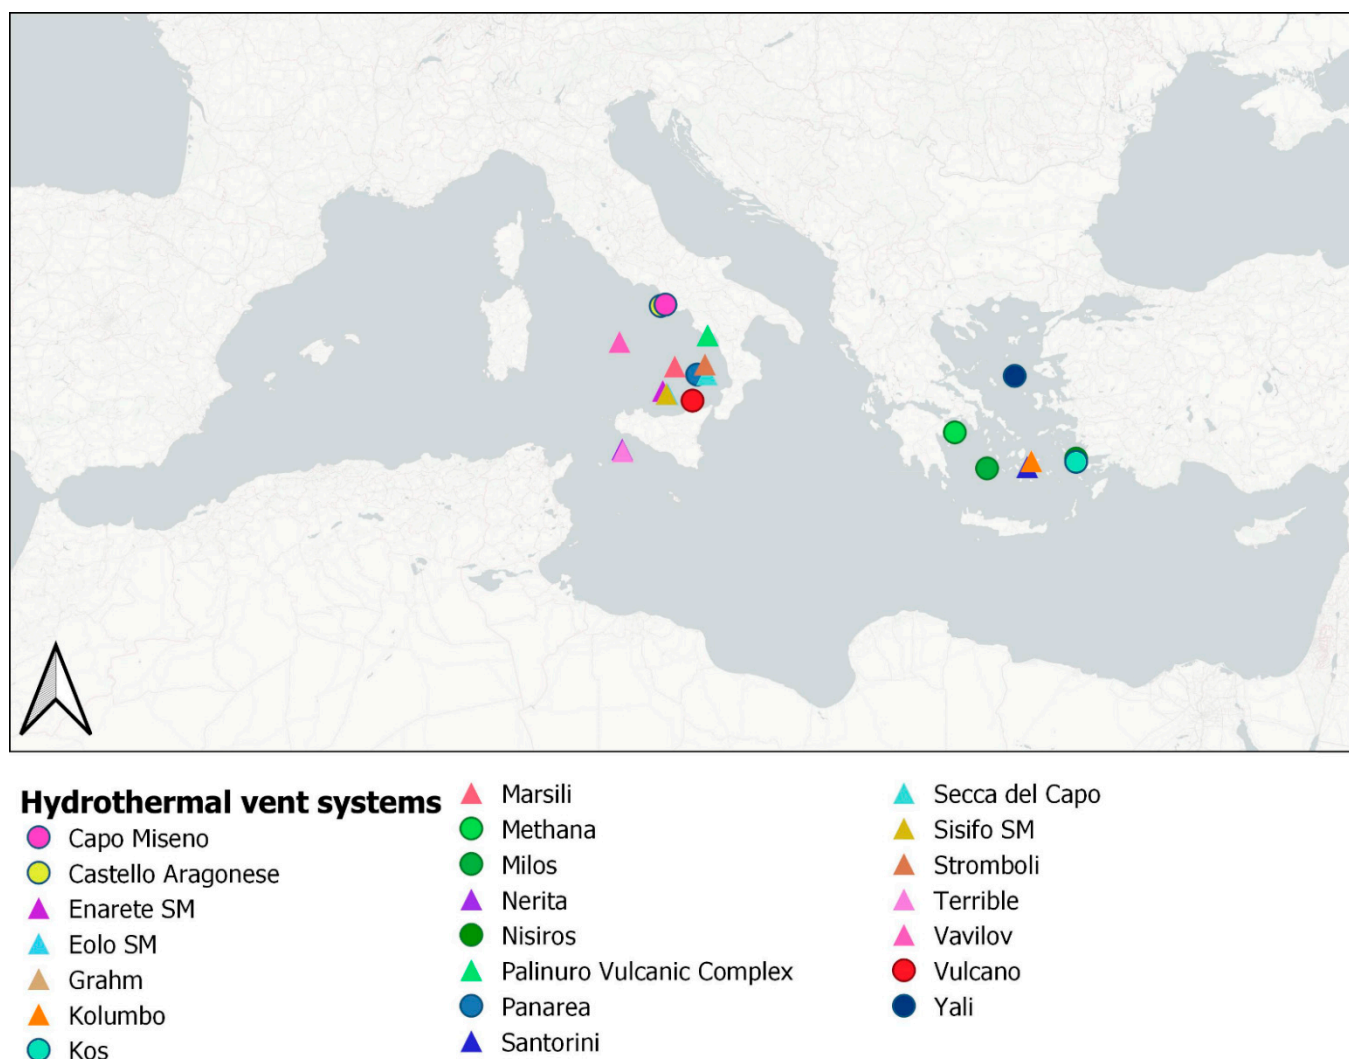 Hydrothermal vent systems
Capo Miseno
Castello Aragonese
Enarete SM
Eolo SM
Grahm
Kolumbo
Kos
Marsili
Methana
Milos
Nerita
Nisiros
Palinuro Vulcanic Complex
Panarea
Santorini
Secca del Capo
Sisifo SM
Stromboli
Terrible
Vavilov
Vulcano
Yali